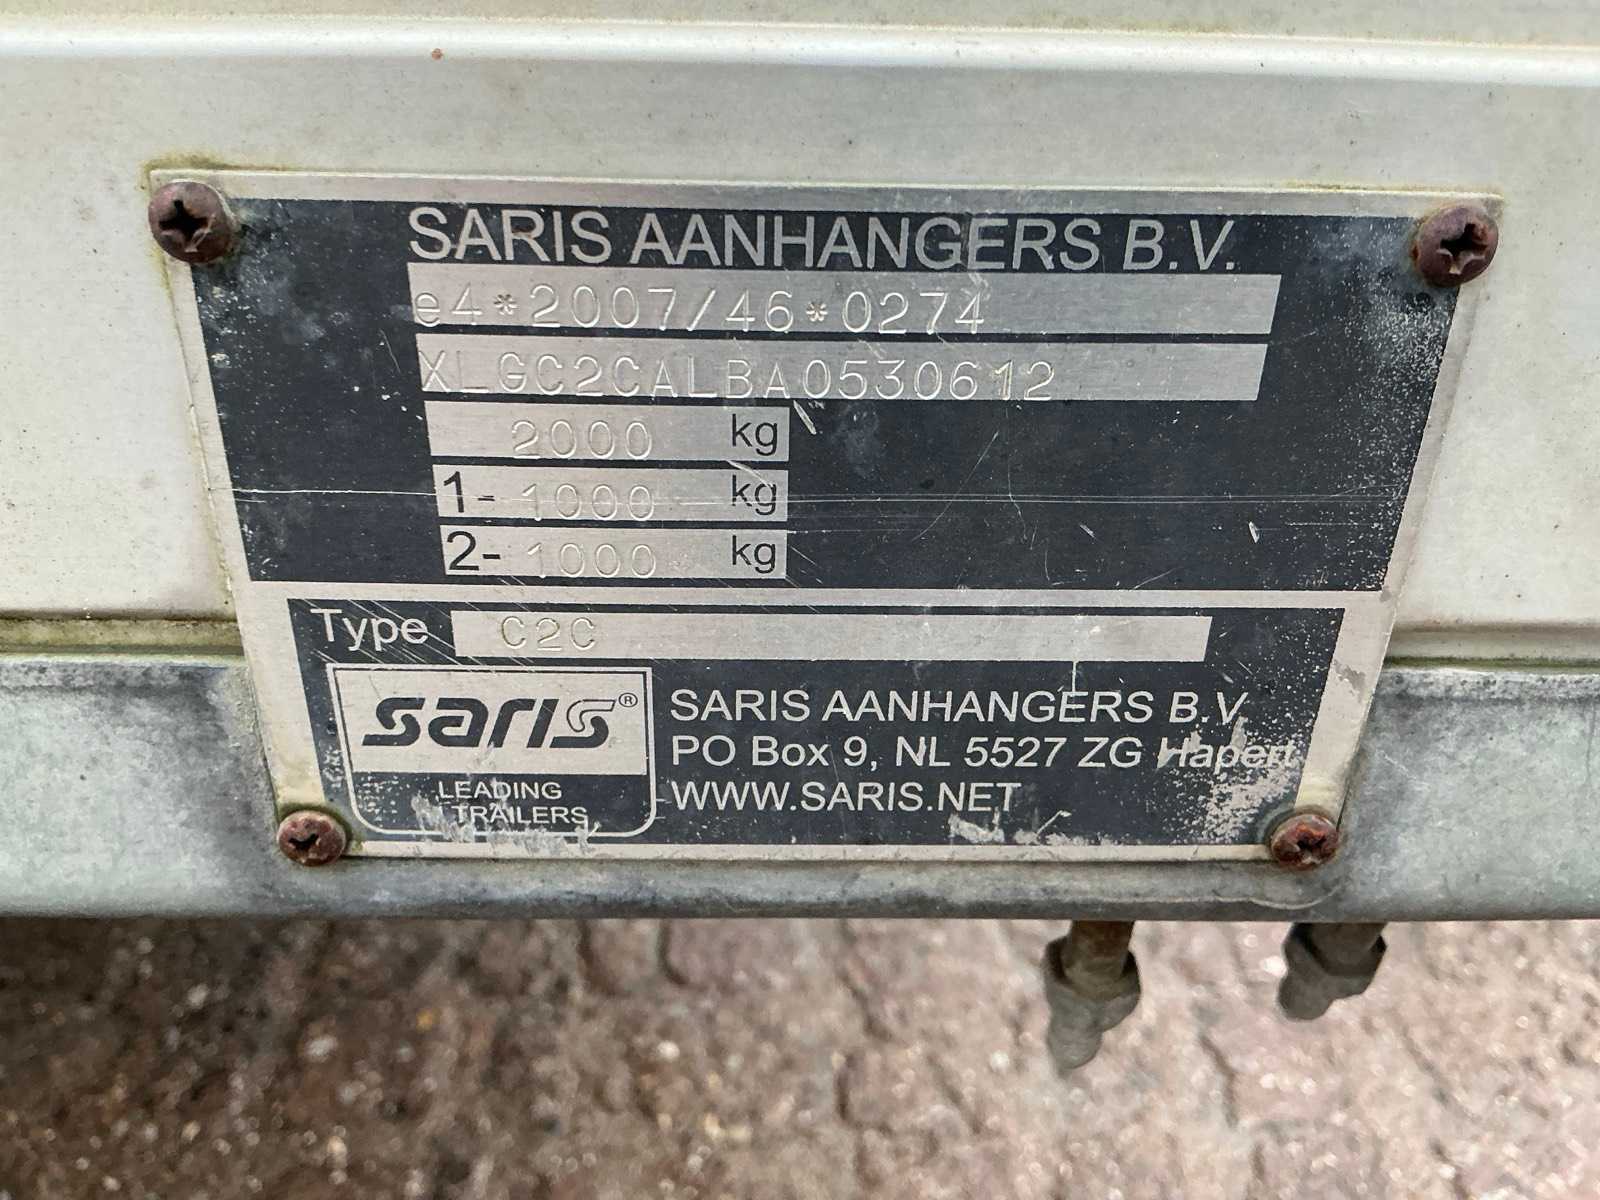 SARIS AANHANGERS B.V.
e4*2007/46*0274
XLGC2CALBA0530612
2000 kg
1- 1000 kg
2- 1000 kg
Type C2C
saris®
LEADING
TRAILERS
SARIS AANHANGERS B.V.
PO Box 9, NL 5527 ZG Hapert
WWW.SARIS.NET